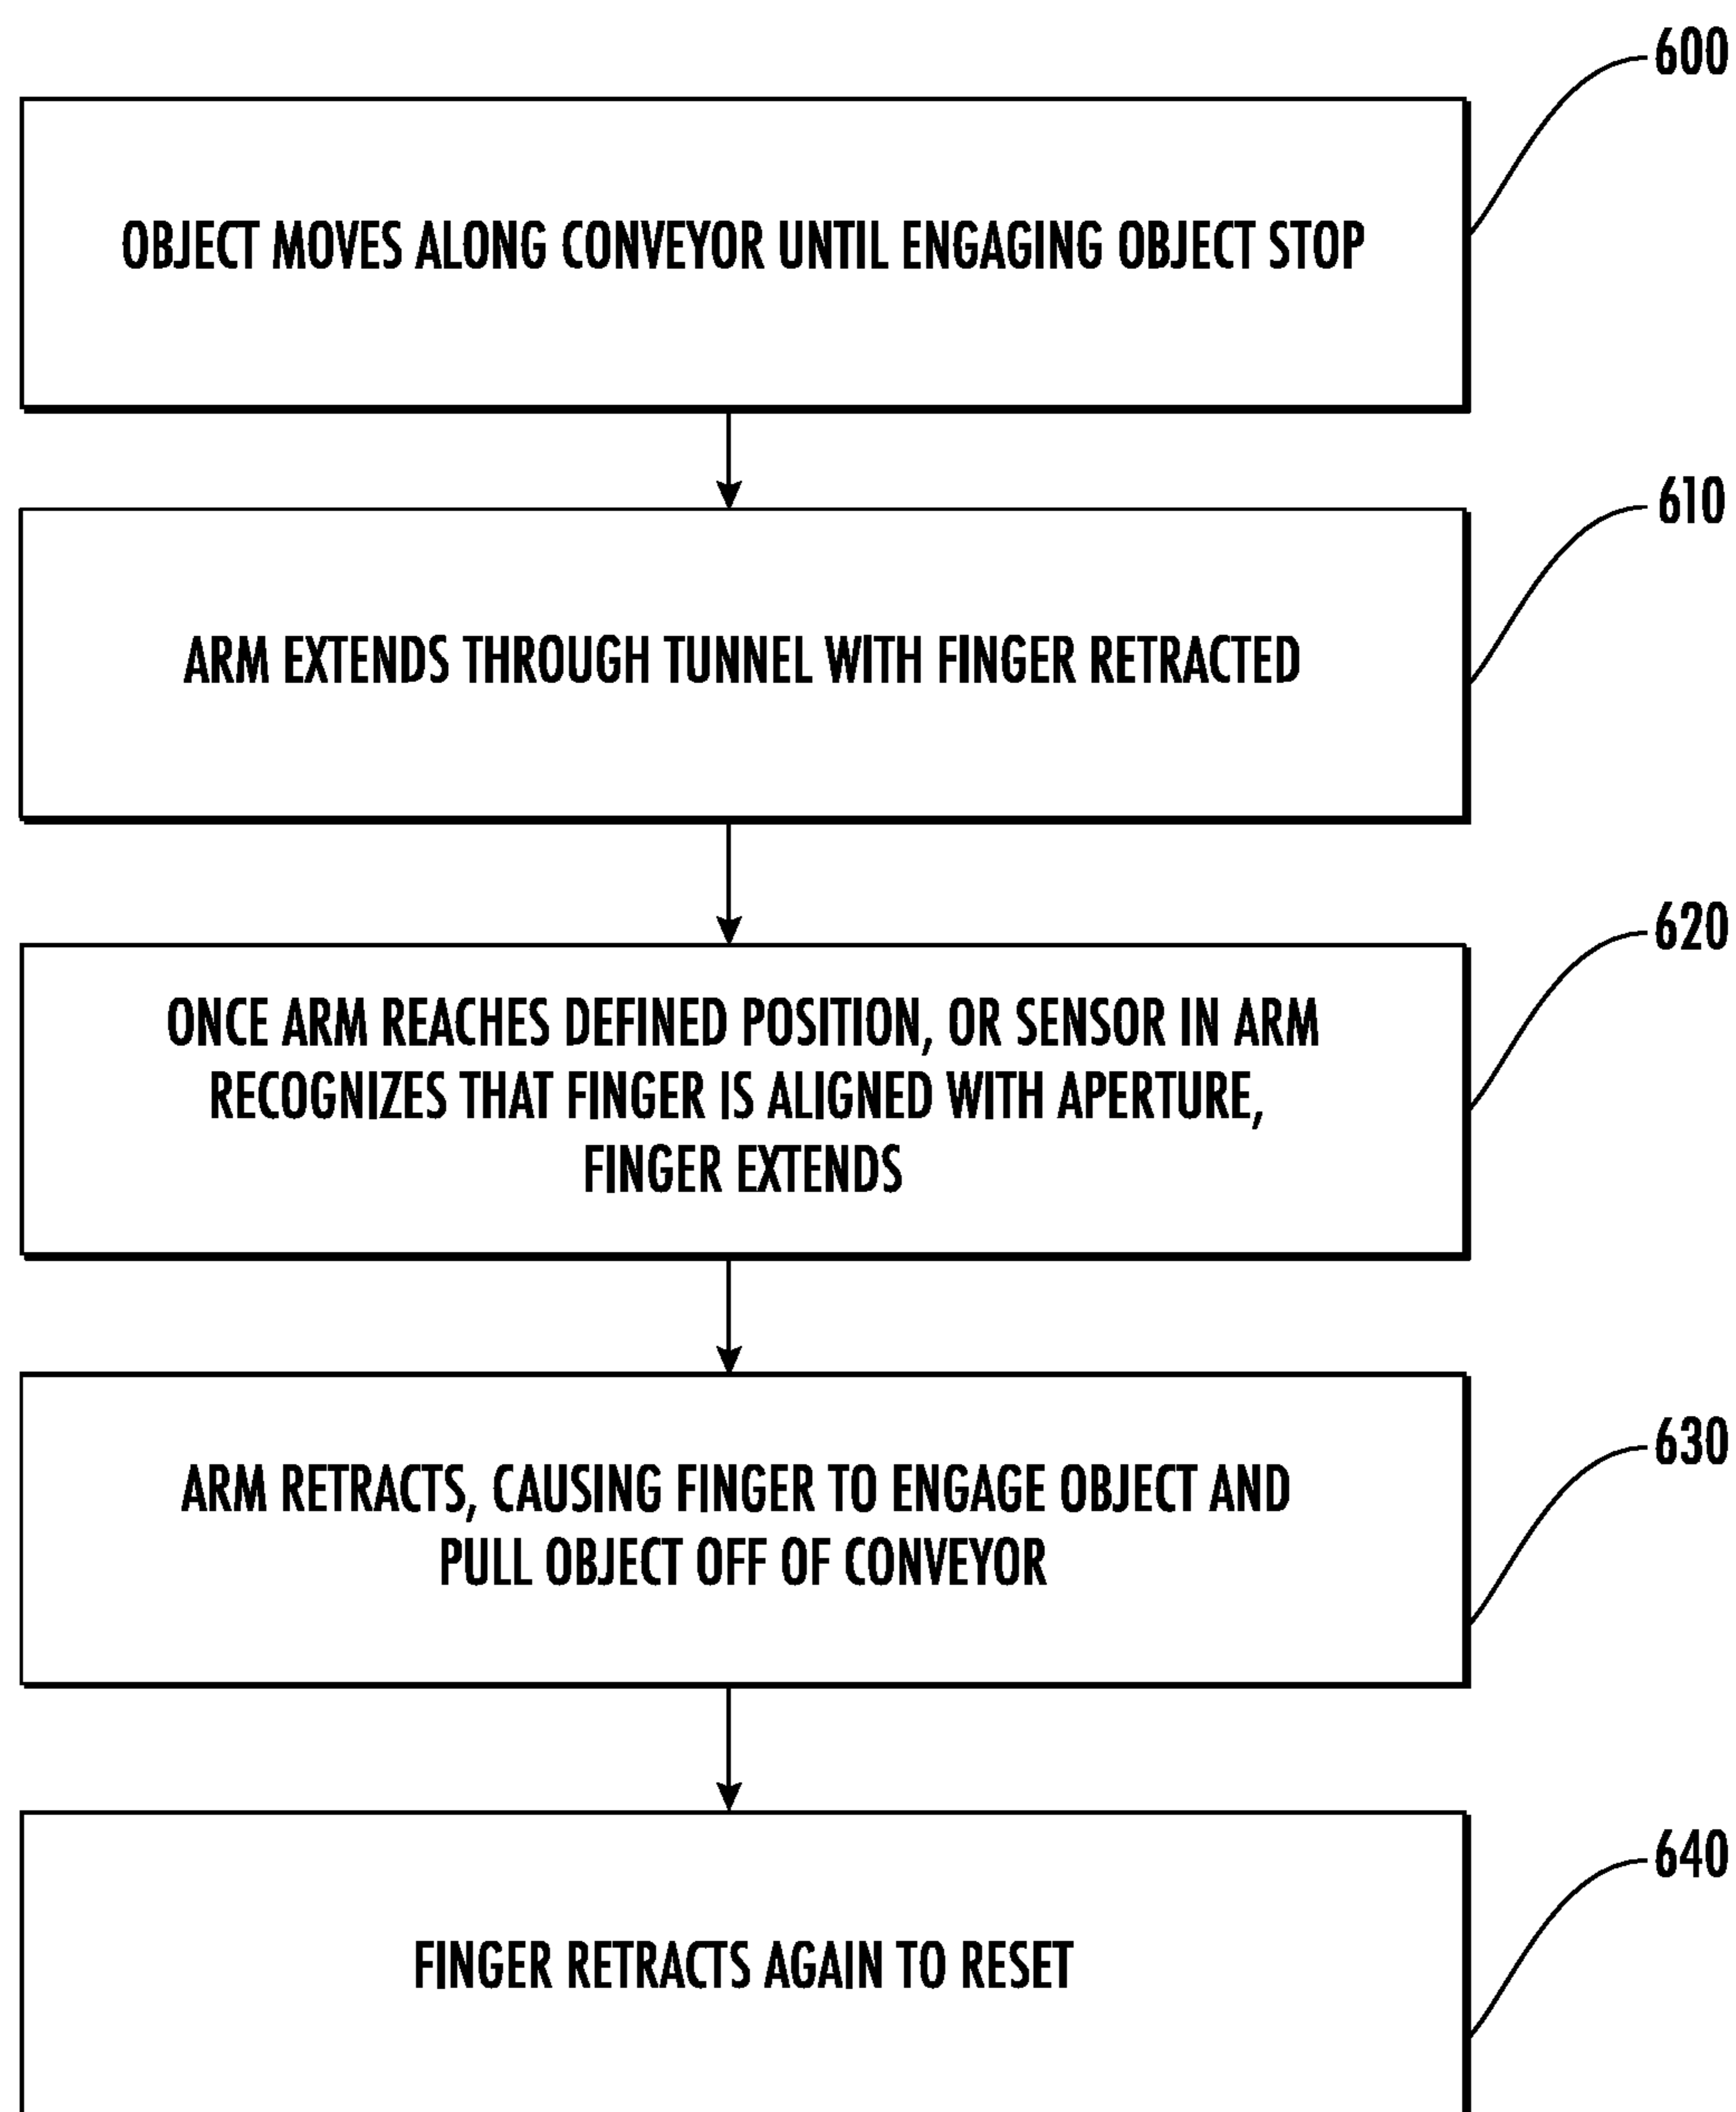 600
OBJECT MOVES ALONG CONVEYOR UNTIL ENGAGING OBJECT STOP
610
ARM EXTENDS THROUGH TUNNEL WITH FINGER RETRACTED
620
ONCE ARM REACHES DEFINED POSITION, OR SENSOR IN ARM
RECOGNIZES THAT FINGER IS ALIGNED WITH APERTURE,
FINGER EXTENDS
630
ARM RETRACTS, CAUSING FINGER TO ENGAGE OBJECT AND
PULL OBJECT OFF OF CONVEYOR
640
FINGER RETRACTS AGAIN TO RESET